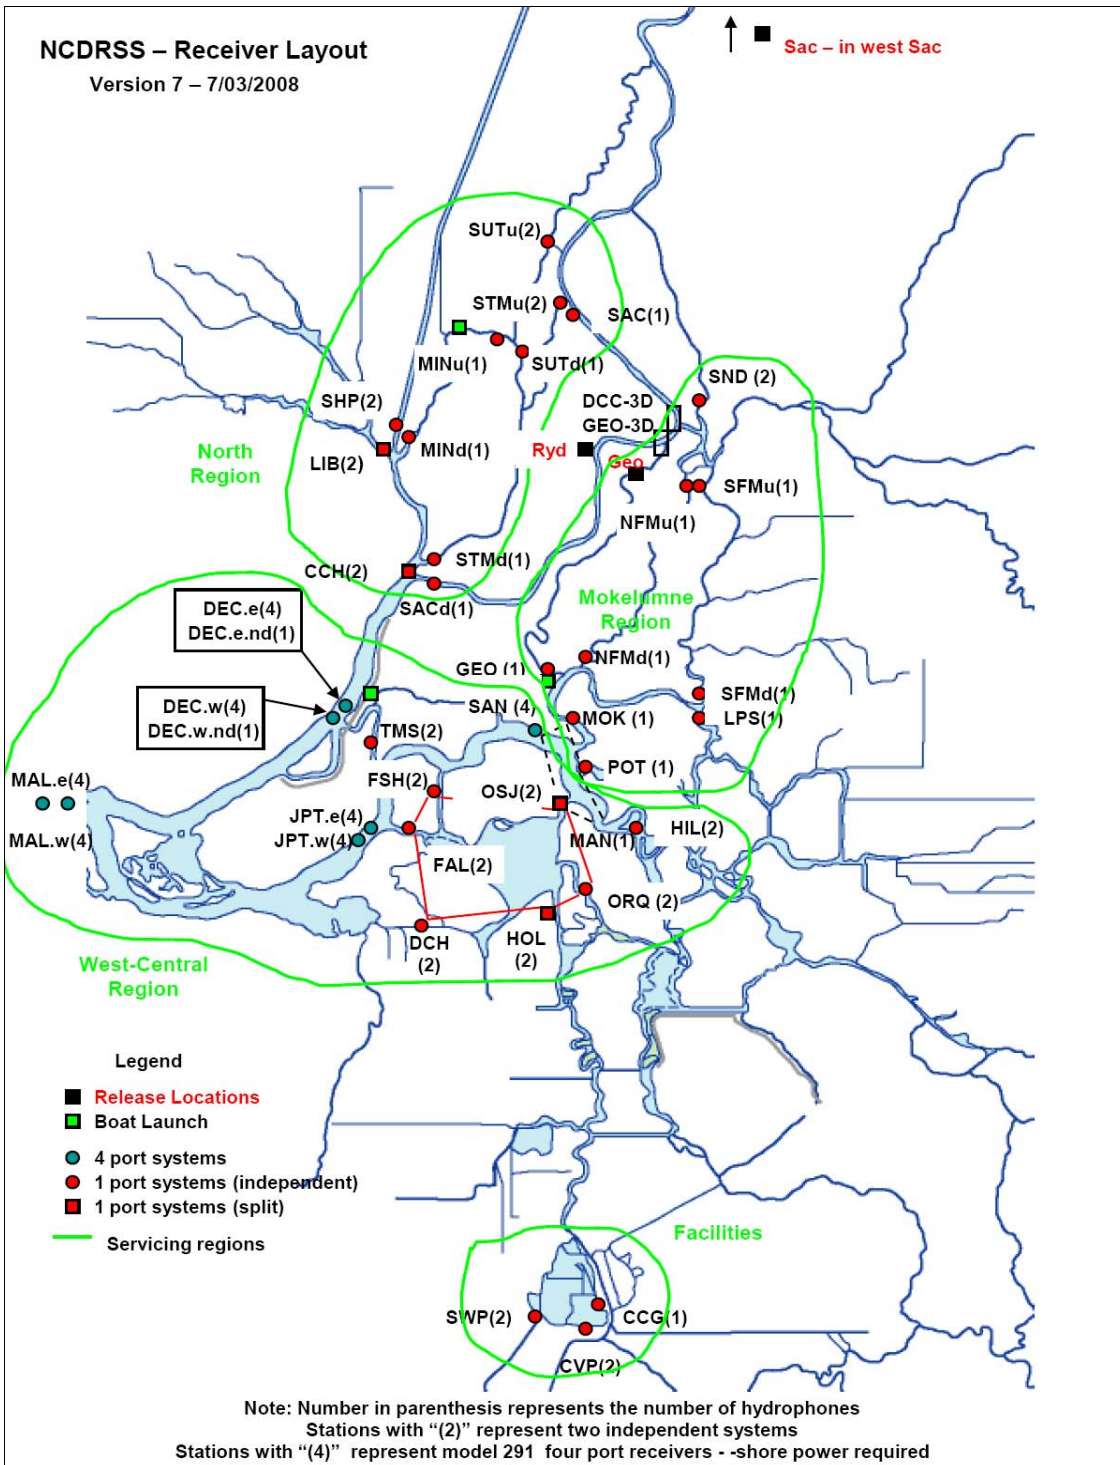 NCDRSS – Receiver Layout
Version 7 – 7/03/2008
Sac – in west Sac
SUTu(2)
STMu(2)
SAC(1)
MINu(1)
SUTd(1)
SND (2)
DCC-3D
GEO-3D
SHP(2)
North
Region
LIB(2)
MINd(1)
Ryd
Geo
SFMu(1)
NFMu(1)
STMd(1)
CCH(2)
SACd(1)
Mokelumne
Region
DEC.e(4)
DEC.e.nd(1)
DEC.w(4)
DEC.w.nd(1)
GEO (1)
NFMd(1)
SFMd(1)
SAN (4)
MOK (1)
LPS(1)
TMS(2)
POT (1)
MAL.e(4)
FSH(2)
OSJ(2)
JPT.e(4)
MAL.w(4)
JPT.w(4)
MAN(1)
HIL(2)
FAL(2)
ORQ (2)
DCH
(2)
HOL
(2)
West-Central
Region
Legend
Release Locations
Boat Launch
4 port systems
1 port systems (independent)
1 port systems (split)
Servicing regions
Facilities
SWP(2)
CCG(1)
CVP(2)
Note: Number in parenthesis represents the number of hydrophones
Stations with “(2)” represent two independent systems
Stations with “(4)” represent model 291 four port receivers - -shore power required